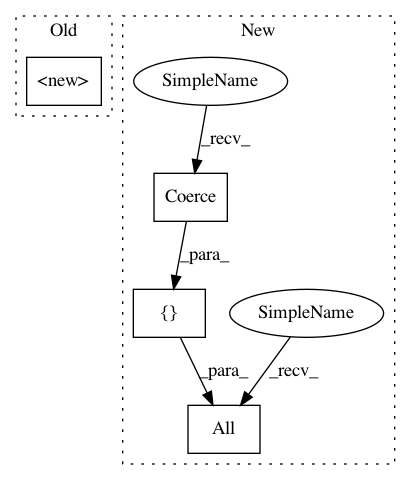 Old
New
<new>
SimpleName
_recv_
Coerce
_para_
{}
SimpleName
_para_
_recv_
All